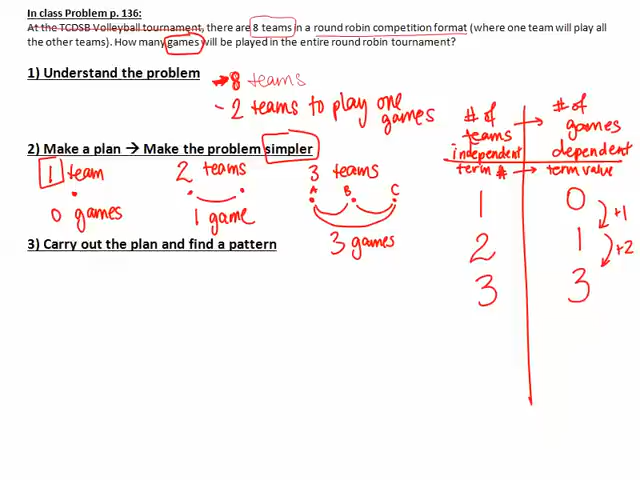 In class Problem p. 136:
At the TCDSB Volleyball tournament, there are 8 teams in a round robin competition format (where one team will play all
the other teams). How many games will be played in the entire round robin tournament?
1) Understand the problem
8 teams
- 2 teams to play one
games
2) Make a plan → Make the problem simpler
1 team 2 teams 3 teams
A B C
0 games 1 game 3 games
3) Carry out the plan and find a pattern
# of teams → # of games
independent dependent
term # → term value
1 0
+1
2 1
+2
3 3